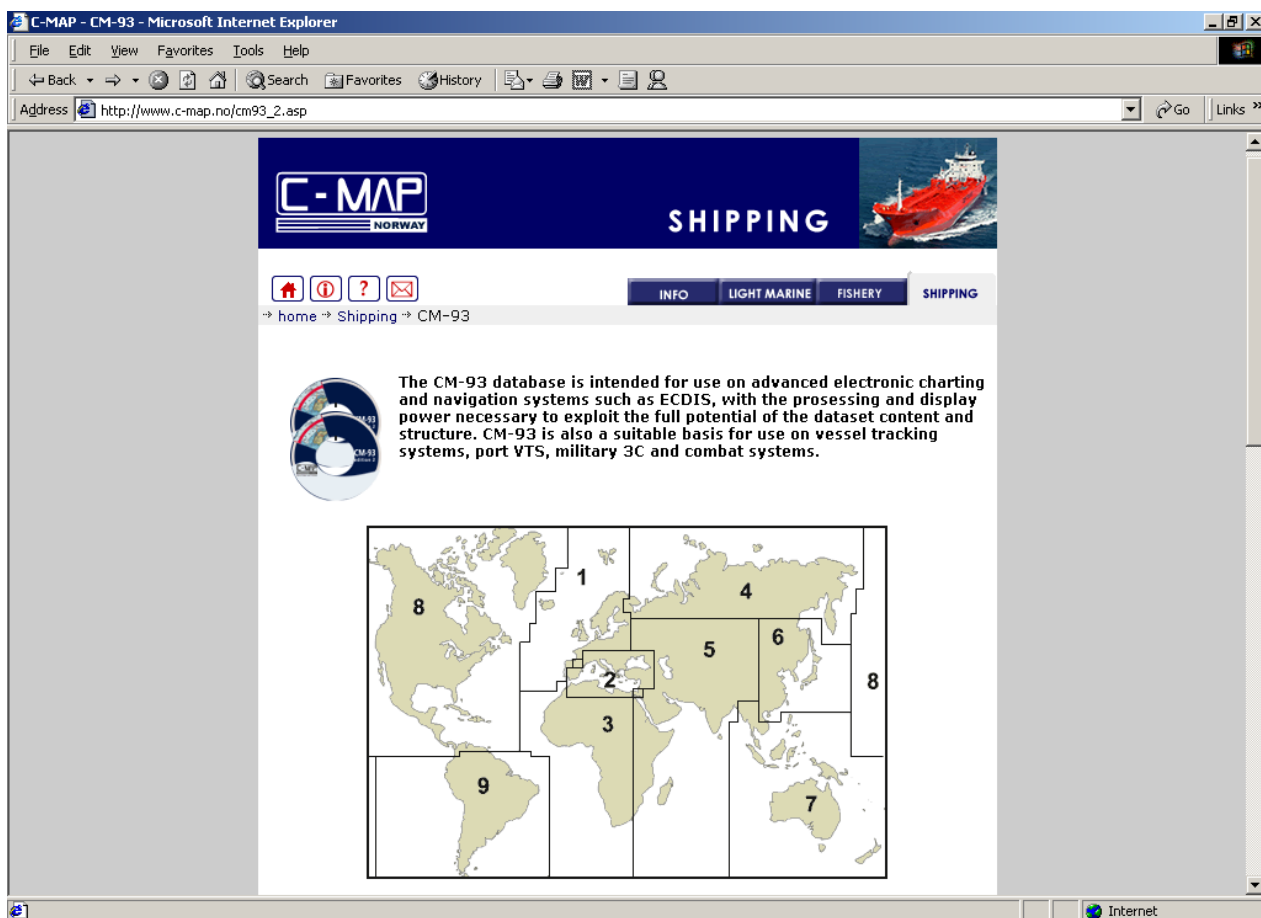 C-MAP - CM-93 - Microsoft Internet Explorer
File Edit View Favorites Tools Help
Back Search Favorites History
Address http://www.c-map.no/cm93_2.asp Go Links »
C-MAP
NORWAY
SHIPPING
INFO LIGHT MARINE FISHERY SHIPPING
home Shipping CM-93
The CM-93 database is intended for use on advanced electronic charting
and navigation systems such as ECDIS, with the prosessing and display
power necessary to exploit the full potential of the dataset content and
structure. CM-93 is also a suitable basis for use on vessel tracking
systems, port VTS, military 3C and combat systems.
1
8
4
6
5
2
8
3
9
7
Internet